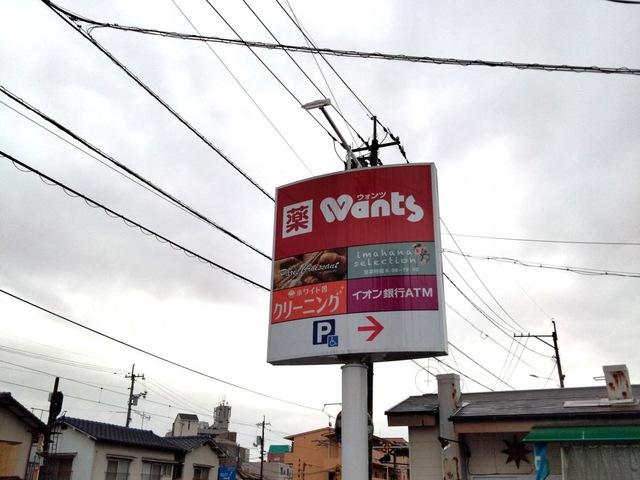 薬
ウォンツ
Wants
imahana
selection
ホワイト急
クリーニング
イオン銀行ATM
P